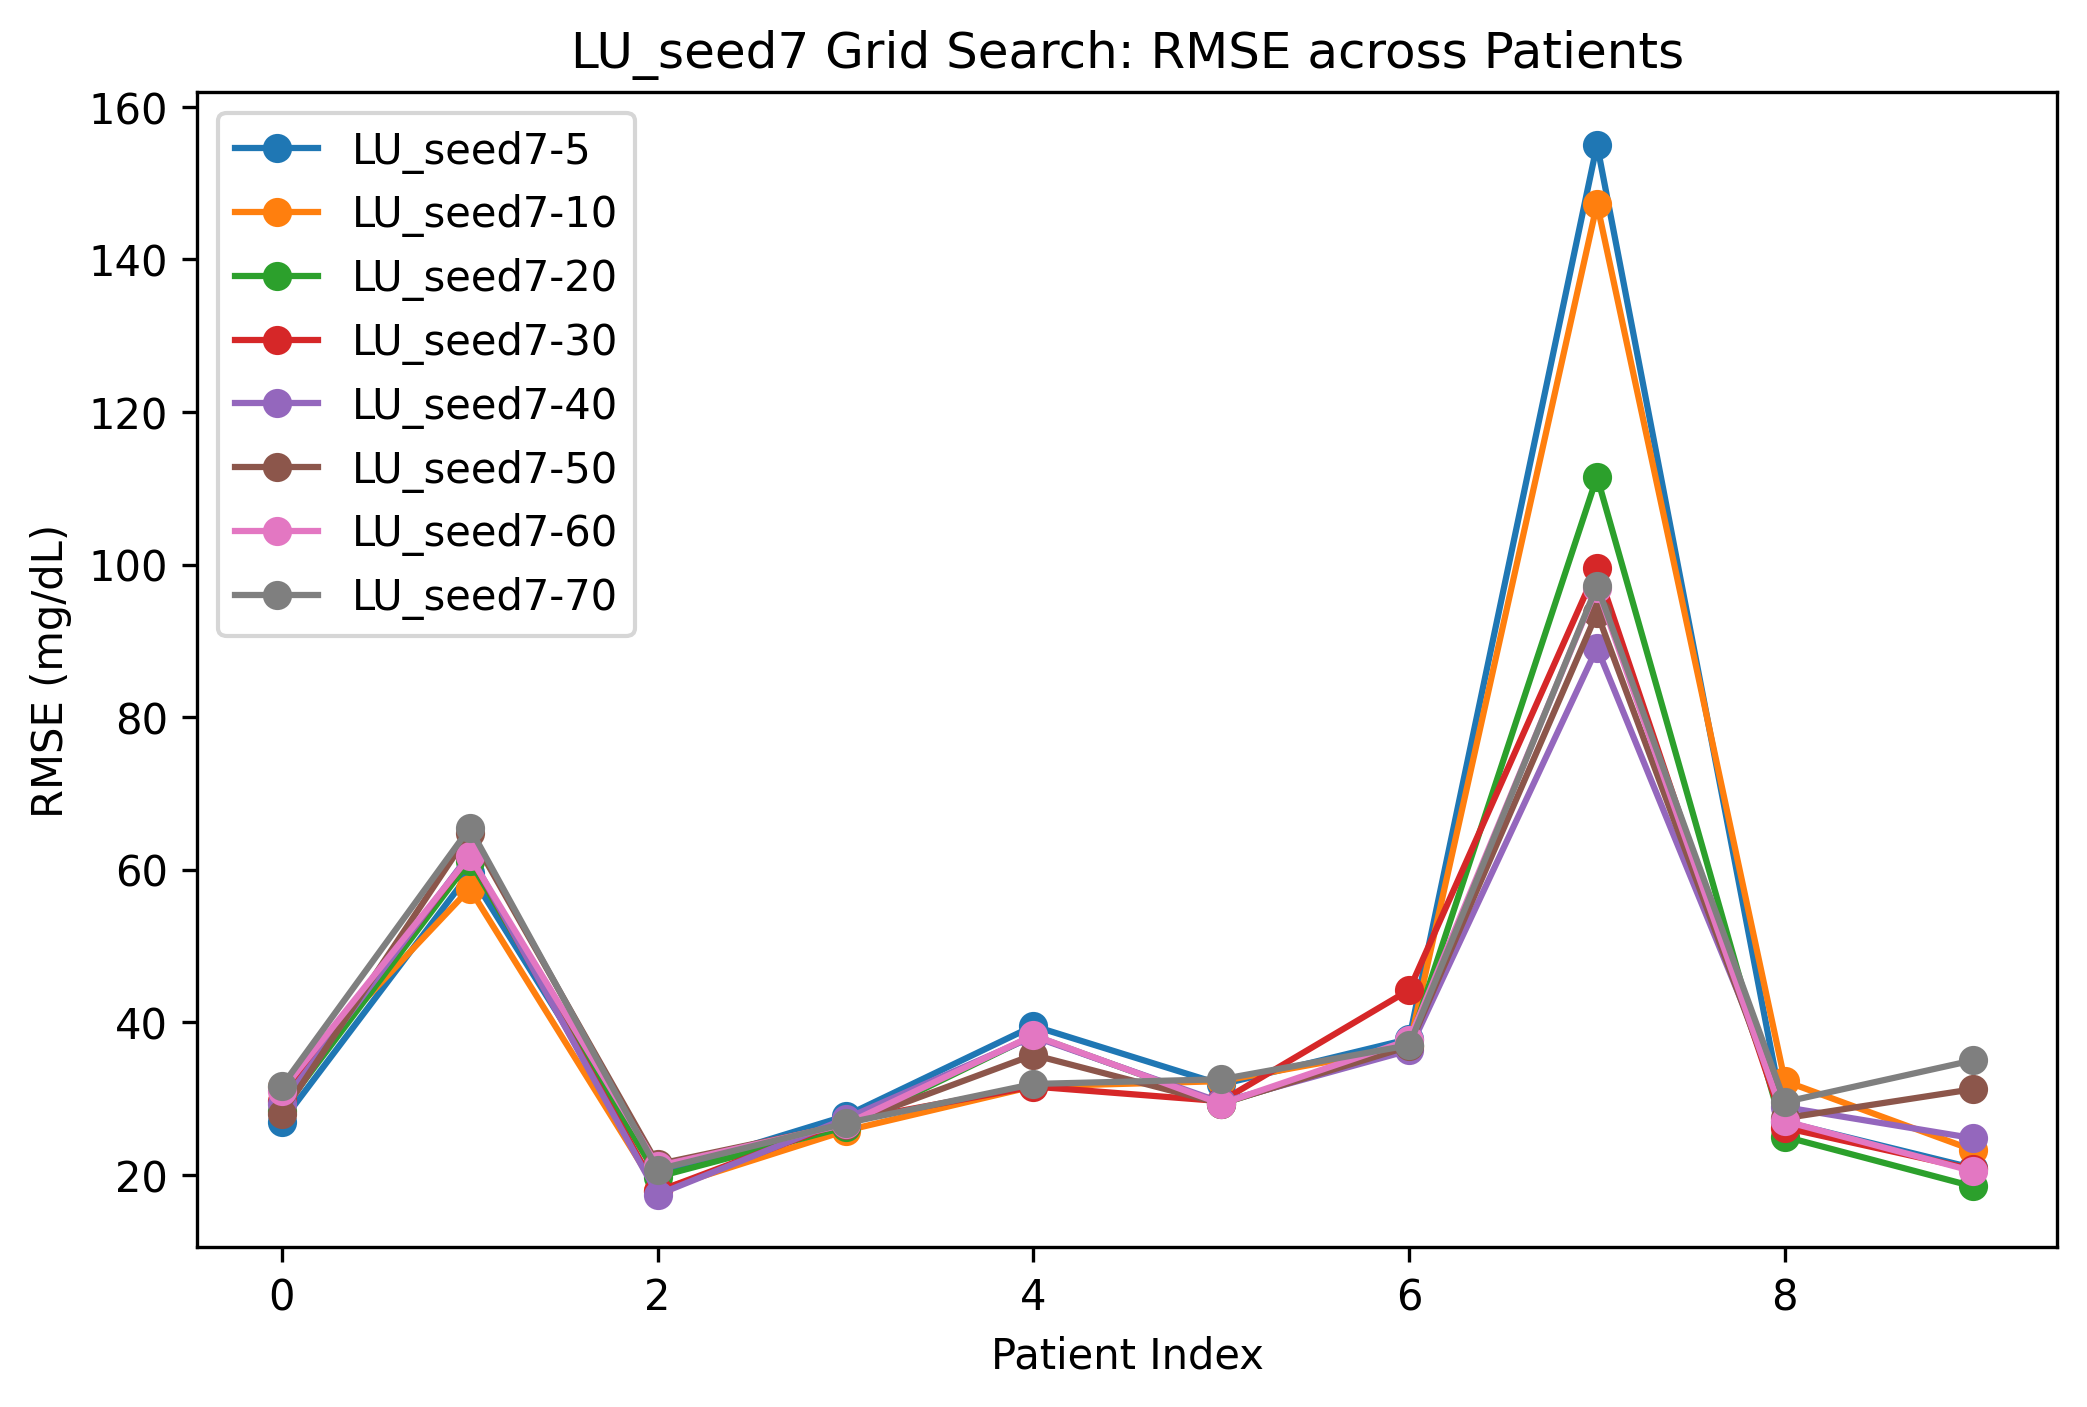 LU_seed7 Grid Search: RMSE across Patients
160
140
120
100
80
60
40
20
RMSE (mg/dL)
LU_seed7-5
LU_seed7-10
LU_seed7-20
LU_seed7-30
LU_seed7-40
LU_seed7-50
LU_seed7-60
LU_seed7-70
0 2 4 6 8
Patient Index